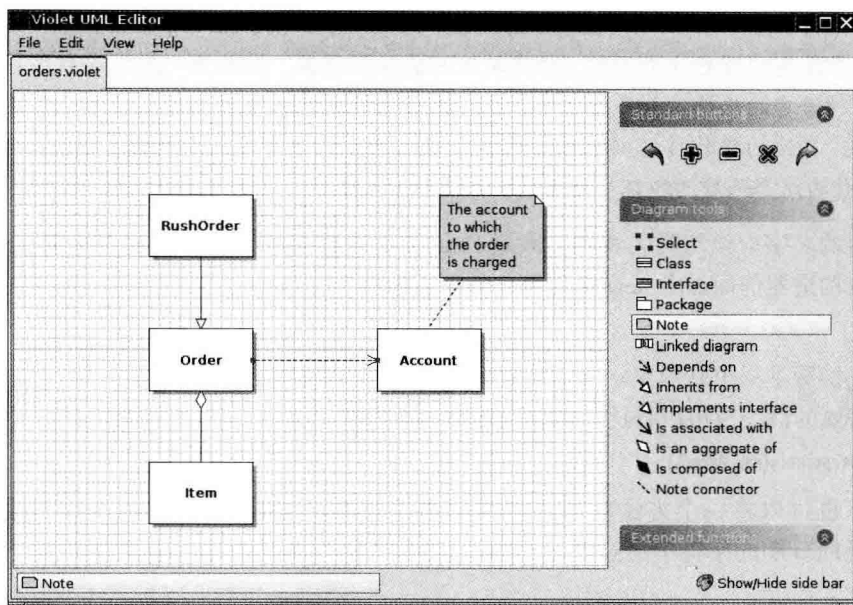 Violet UML Editor
File Edit View Help
orders.violet
RushOrder
The account
to which
the order
is charged
Order
Account
Item
Standard buttons
Diagram tools
Select
Class
Interface
Package
Note
Linked diagram
Depends on
Inherits from
Implements interface
Is associated with
Is an aggregate of
Is composed of
Note connector
Extended functions
Note
Show/Hide side bar